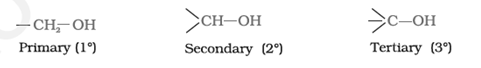 —CH₂—OH >CH—OH >C—OH
Primary (1°) Secondary (2°) Tertiary (3°)